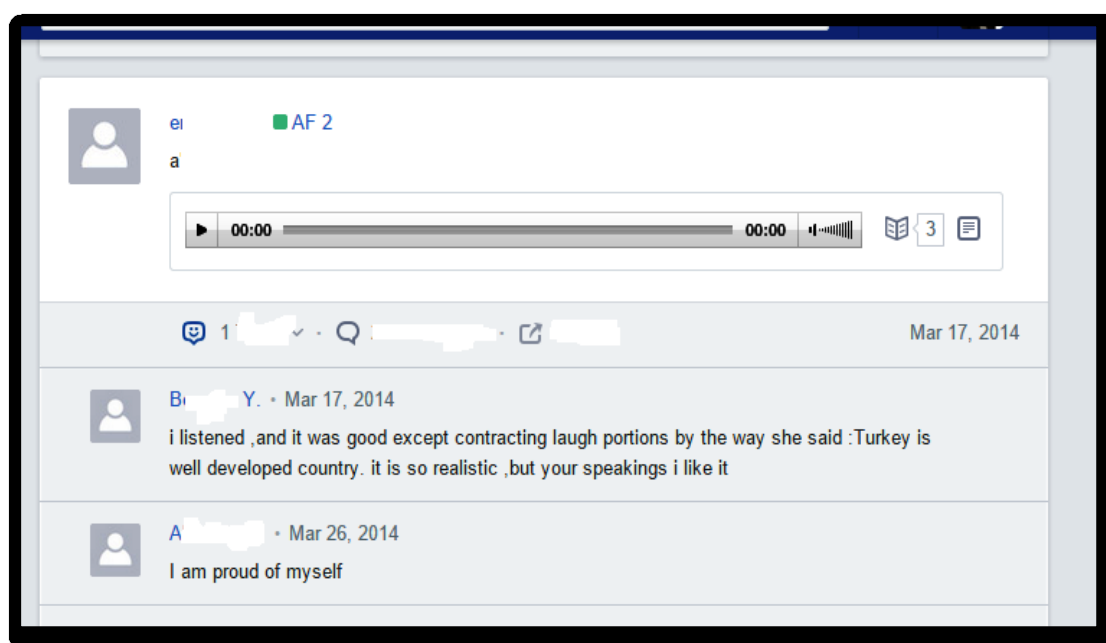 AF 2
a
00:00 00:00 3
1 Mar 17, 2014
Y. • Mar 17, 2014
i listened ,and it was good except contracting laugh portions by the way she said :Turkey is
well developed country. it is so realistic ,but your speakings i like it
A • Mar 26, 2014
I am proud of myself